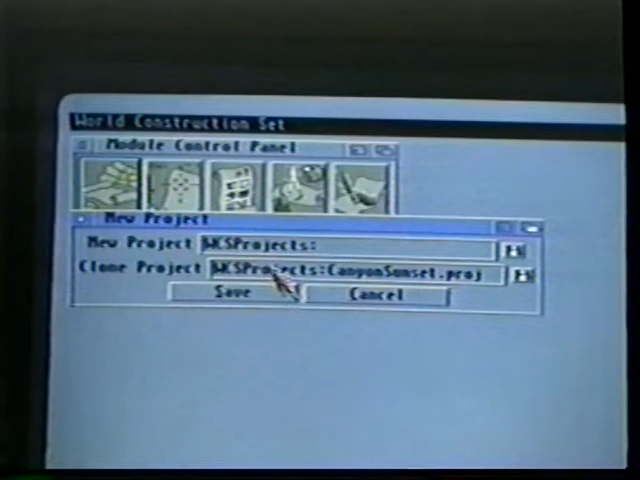 World Construction Set
Module Control Panel
New Project
New Project WCSProjects:
Clone Project WCSProjects:CanyonSunset.proj
Save Cancel